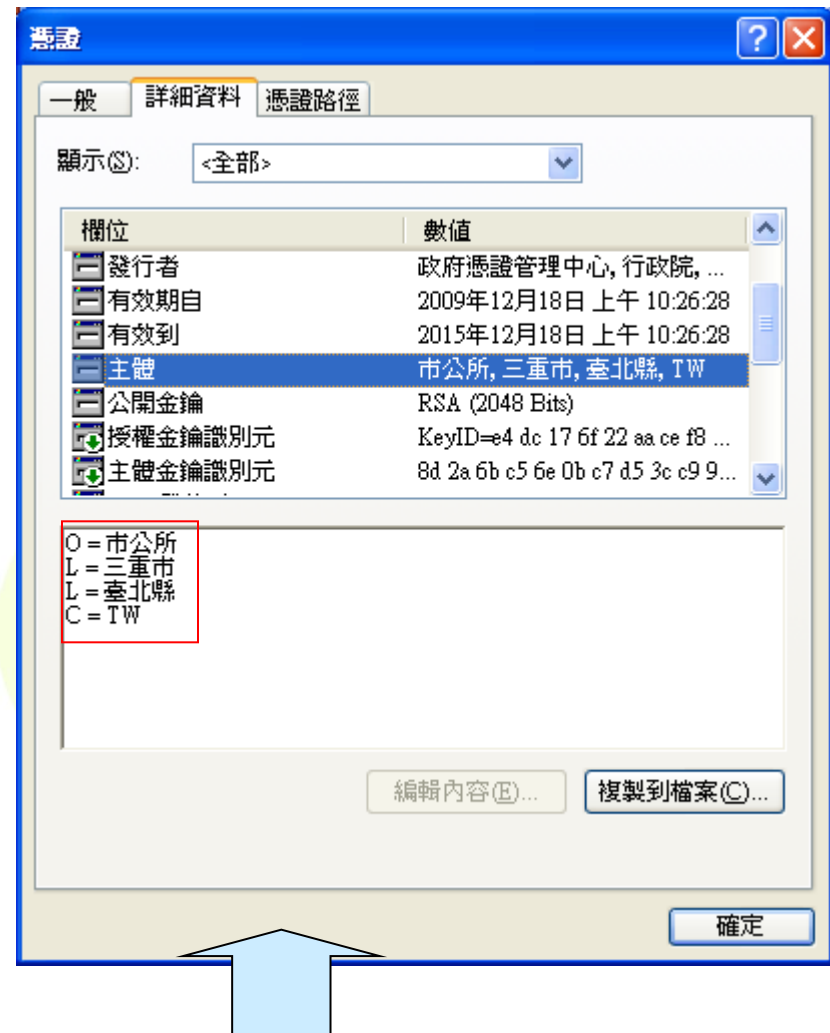 憑證
一般 詳細資料 憑證路徑
顯示(S): <全部>
欄位 數值
發行者 政府憑證管理中心, 行政院, ...
有效期自 2009年12月18日 上午 10:26:28
有效到 2015年12月18日 上午 10:26:28
主體 市公所, 三重市, 臺北縣, TW
公開金鑰 RSA (2048 Bits)
授權金鑰識別元 KeyID=e4 dc 17 6f 22 aa ce f8 ...
主體金鑰識別元 8d 2a 6b c5 6e 0b c7 d5 3c c9 9...
O = 市公所
L = 三重市
L = 臺北縣
C = TW
編輯內容(E)... 複製到檔案(C)...
確定